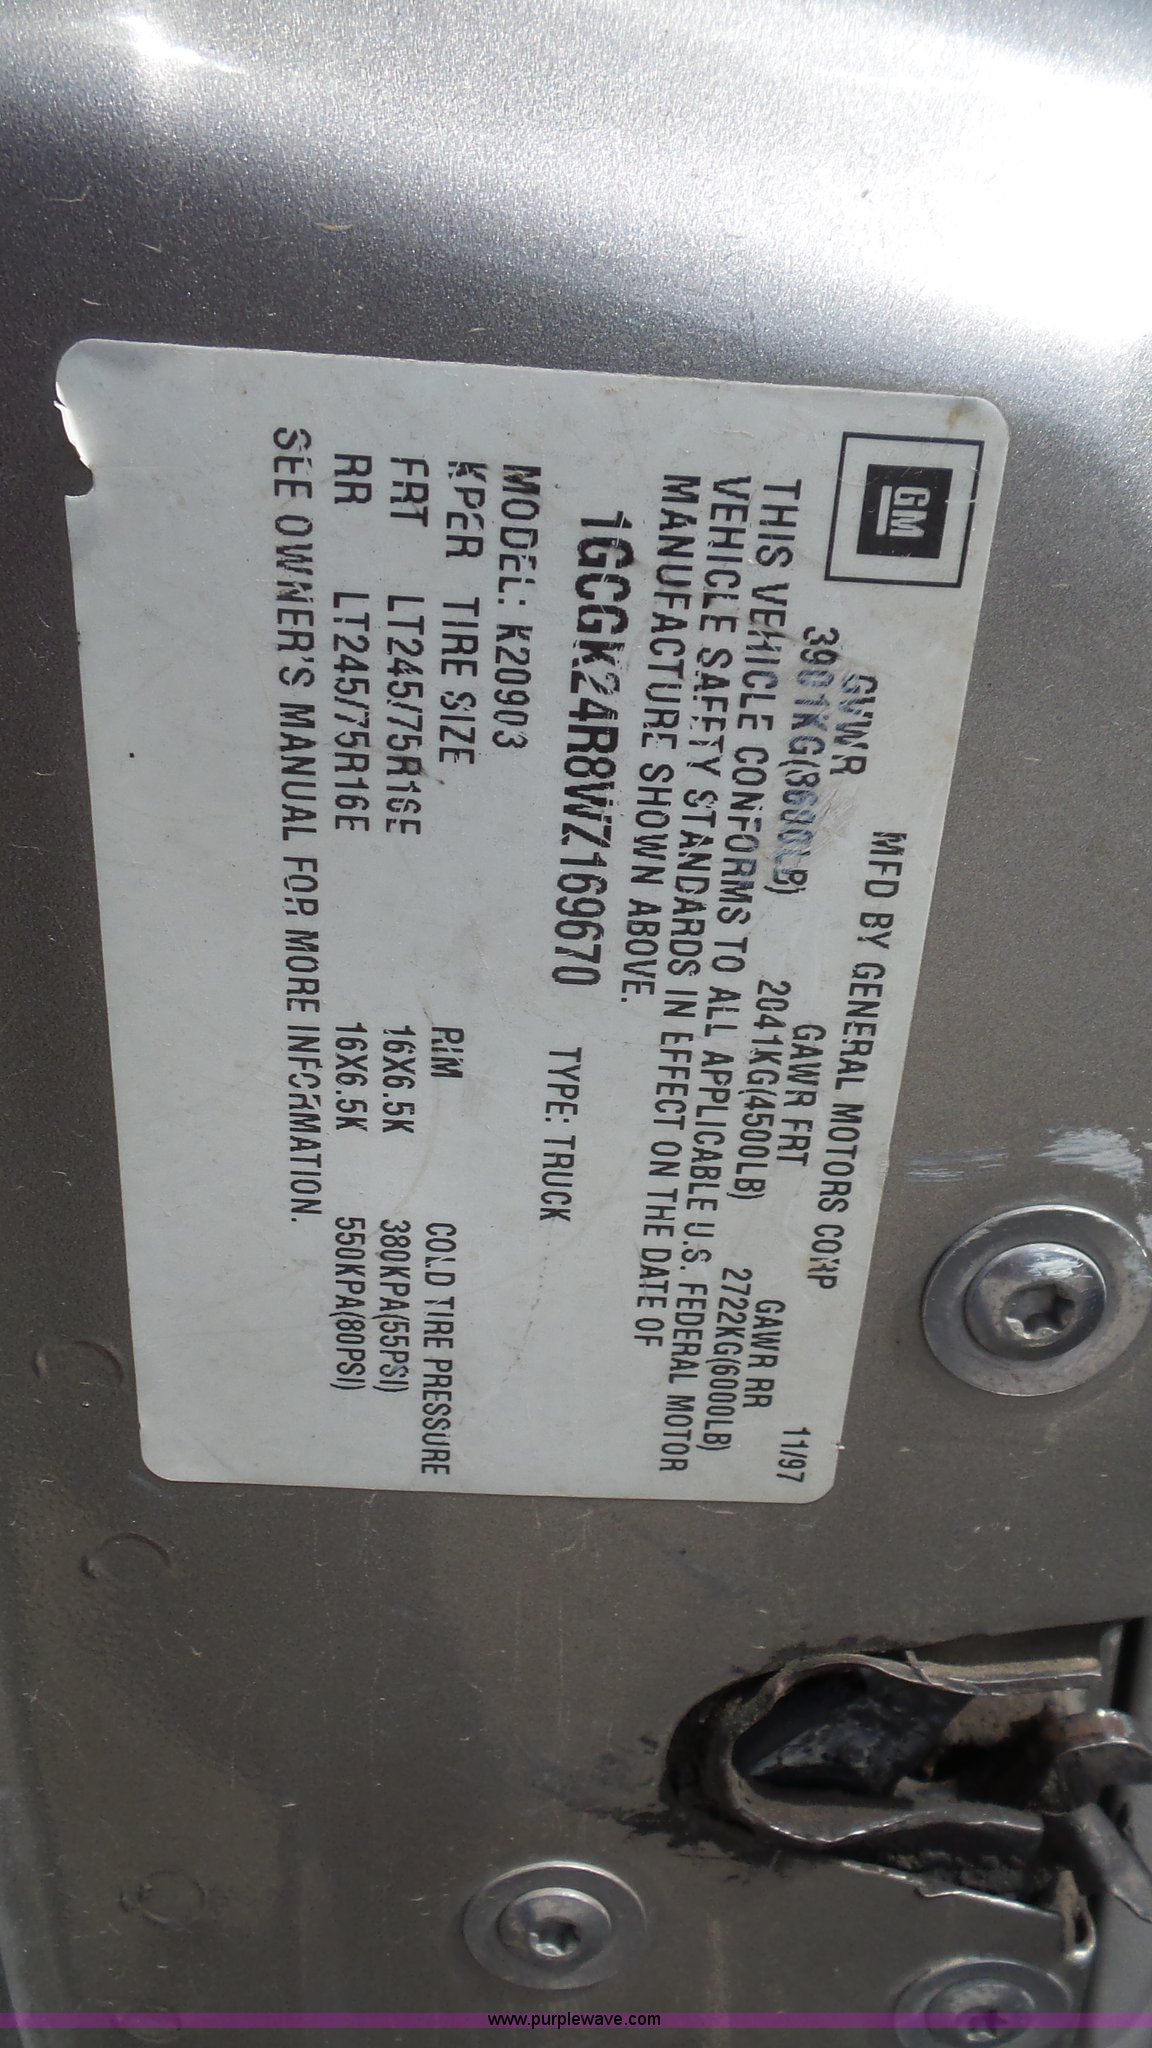 GM
MFD BY GENERAL MOTORS CORP 11/97
GVWR GAWR FRT GAWR RR
3901KG(8600LB) 2041KG(4500LB) 2722KG(6000LB)
THIS VEHICLE CONFORMS TO ALL APPLICABLE U.S. FEDERAL MOTOR
VEHICLE SAFETY STANDARDS IN EFFECT ON THE DATE OF
MANUFACTURE SHOWN ABOVE.
1GCGK24R8WZ169670 TYPE: TRUCK
MODEL: K20903
KPER TIRE SIZE RIM COLD TIRE PRESSURE
FRT LT245/75R16E 16X6.5K 380KPA(55PSI)
RR LT245/75R16E 16X6.5K 550KPA(80PSI)
SEE OWNER'S MANUAL FOR MORE INFORMATION.
www.purplewave.com